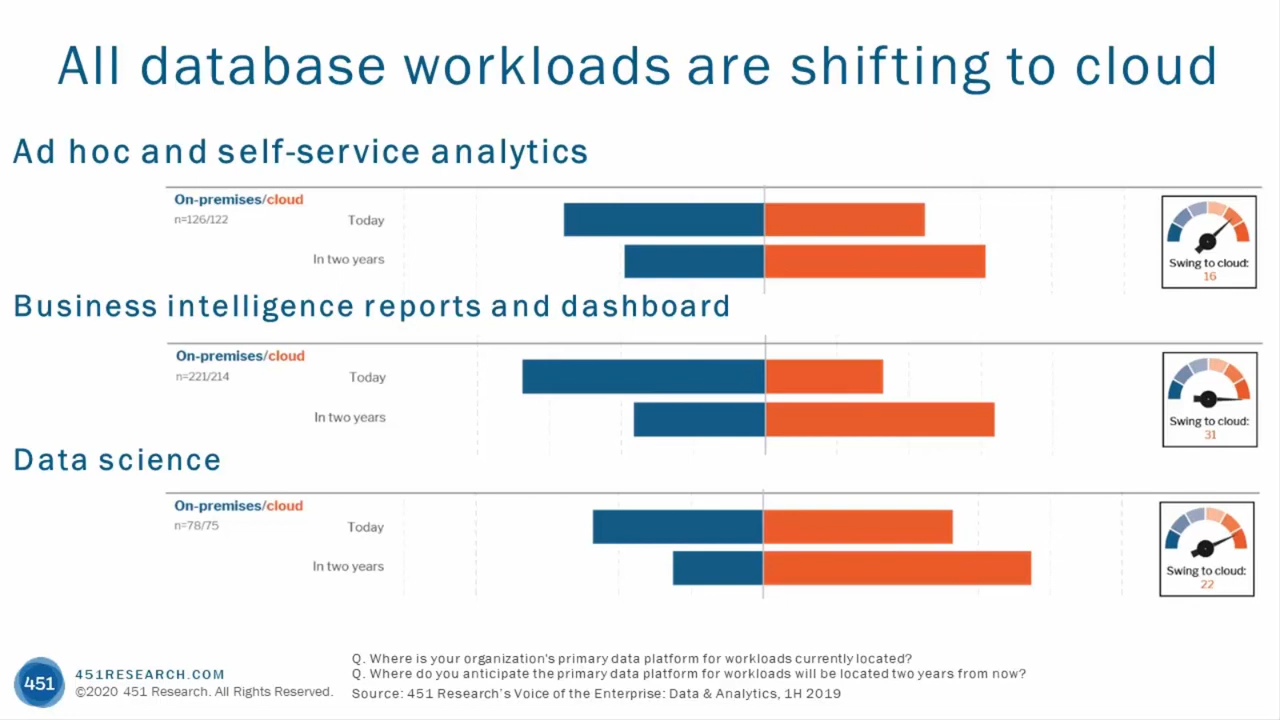 All database workloads are shifting to cloud
Ad hoc and self-service analytics
On-premises/cloud
n=126/122
Today
In two years
Swing to cloud:
16
Business intelligence reports and dashboard
On-premises/cloud
n=221/214
Today
In two years
Swing to cloud:
31
Data science
On-premises/cloud
n=78/75
Today
In two years
Swing to cloud:
22
451
451RESEARCH.COM
©2020 451 Research. All Rights Reserved.
Q. Where is your organization's primary data platform for workloads currently located?
Q. Where do you anticipate the primary data platform for workloads will be located two years from now?
Source: 451 Research's Voice of the Enterprise: Data & Analytics, 1H 2019